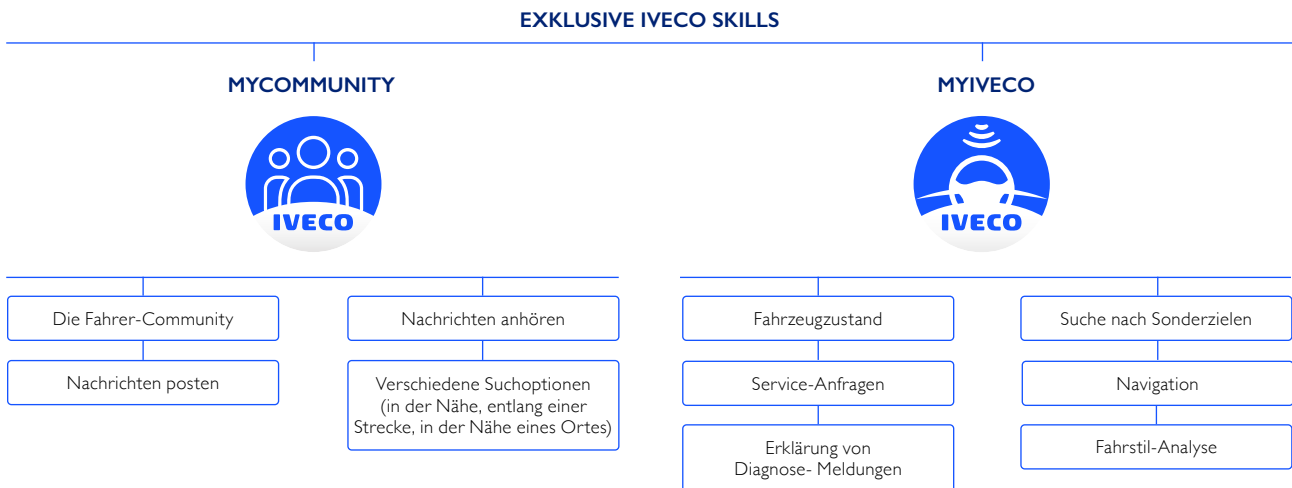 EXKLUSIVE IVECO SKILLS
MYCOMMUNITY
IVECO
Die Fahrer-Community
Nachrichten posten
Nachrichten anhören
Verschiedene Suchoptionen
(in der Nähe, entlang einer
Strecke, in der Nähe eines Ortes)
MYIVECO
IVECO
Fahrzeugzustand
Service-Anfragen
Erklärung von
Diagnose- Meldungen
Suche nach Sonderzielen
Navigation
Fahrstil-Analyse